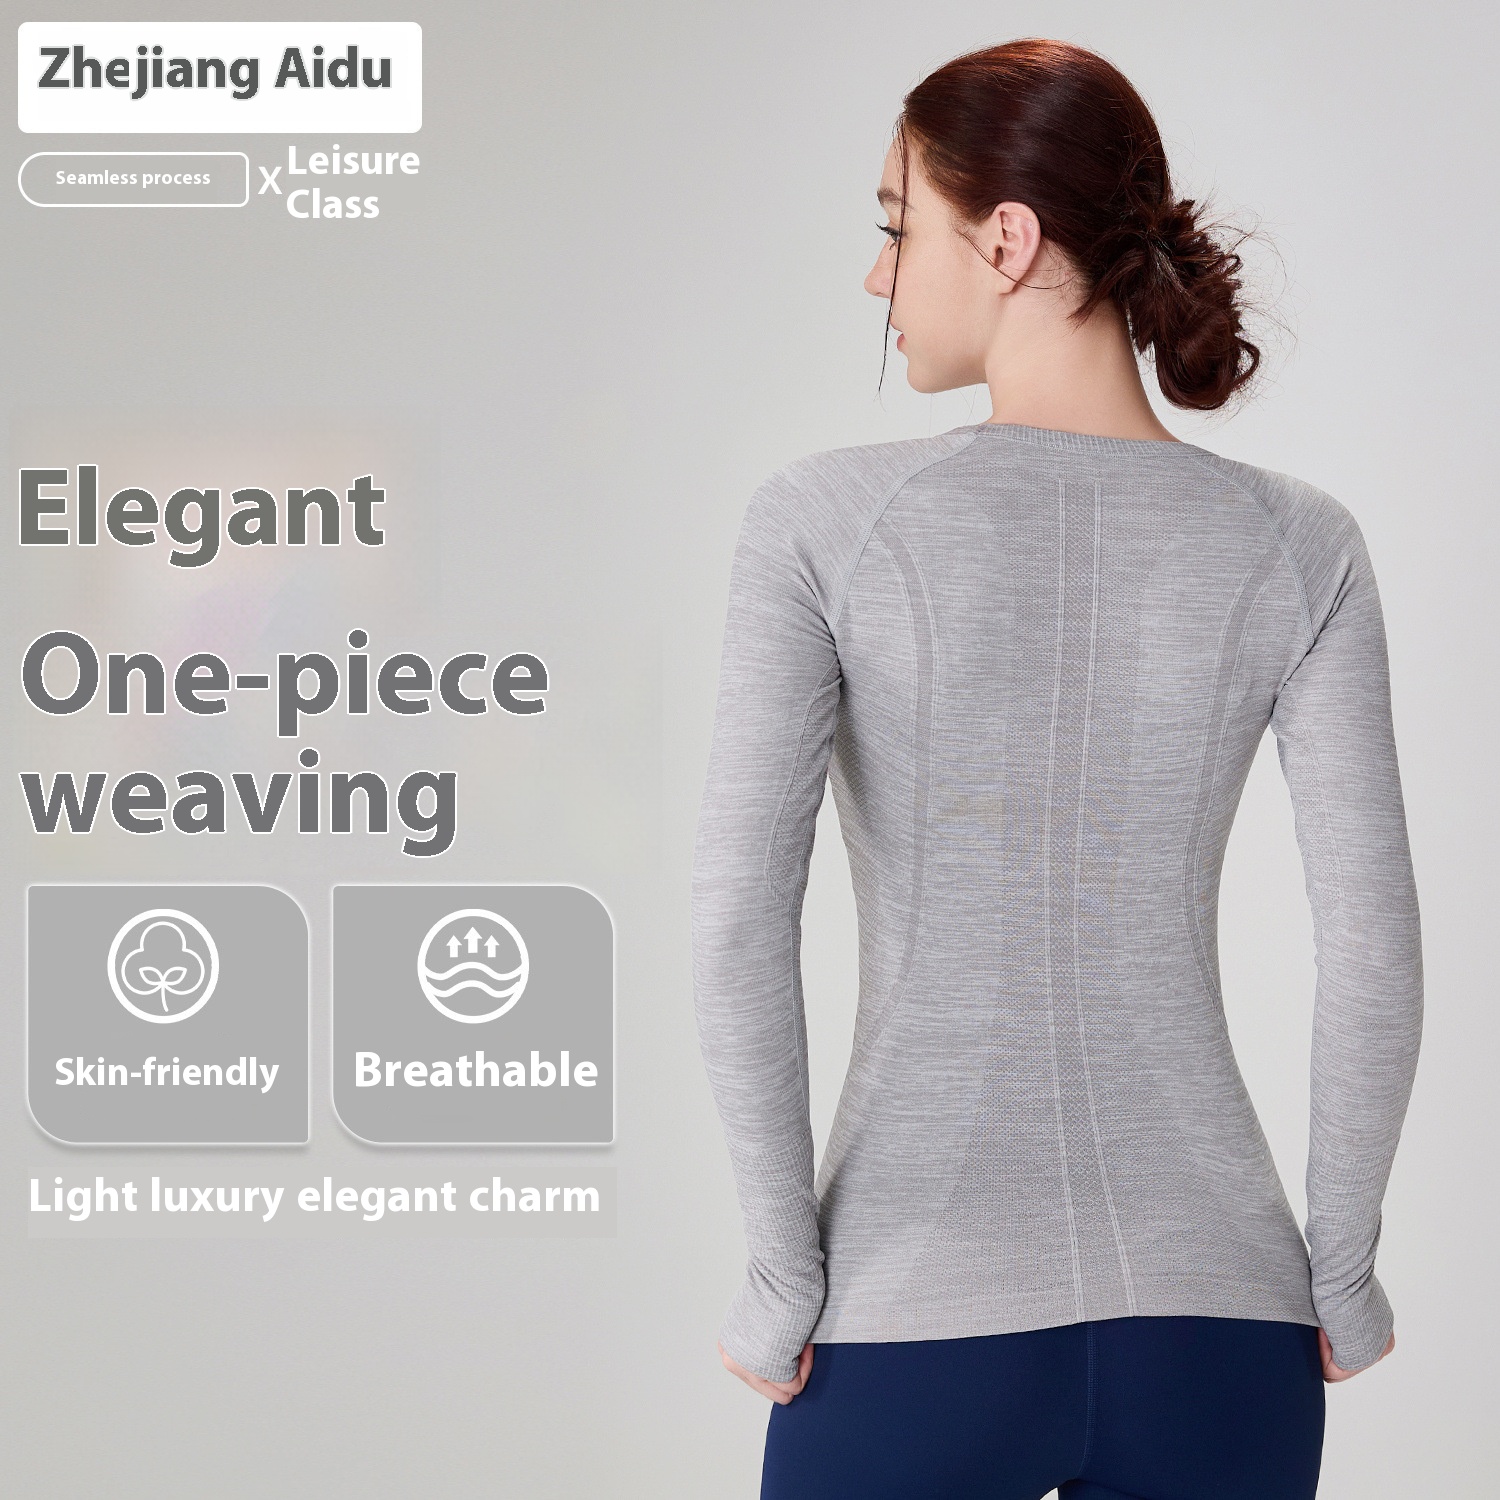 Zhejiang Aidu
Seamless process
X
Leisure
Class
Elegant
One-piece
weaving
Skin-friendly
Breathable
Light luxury elegant charm